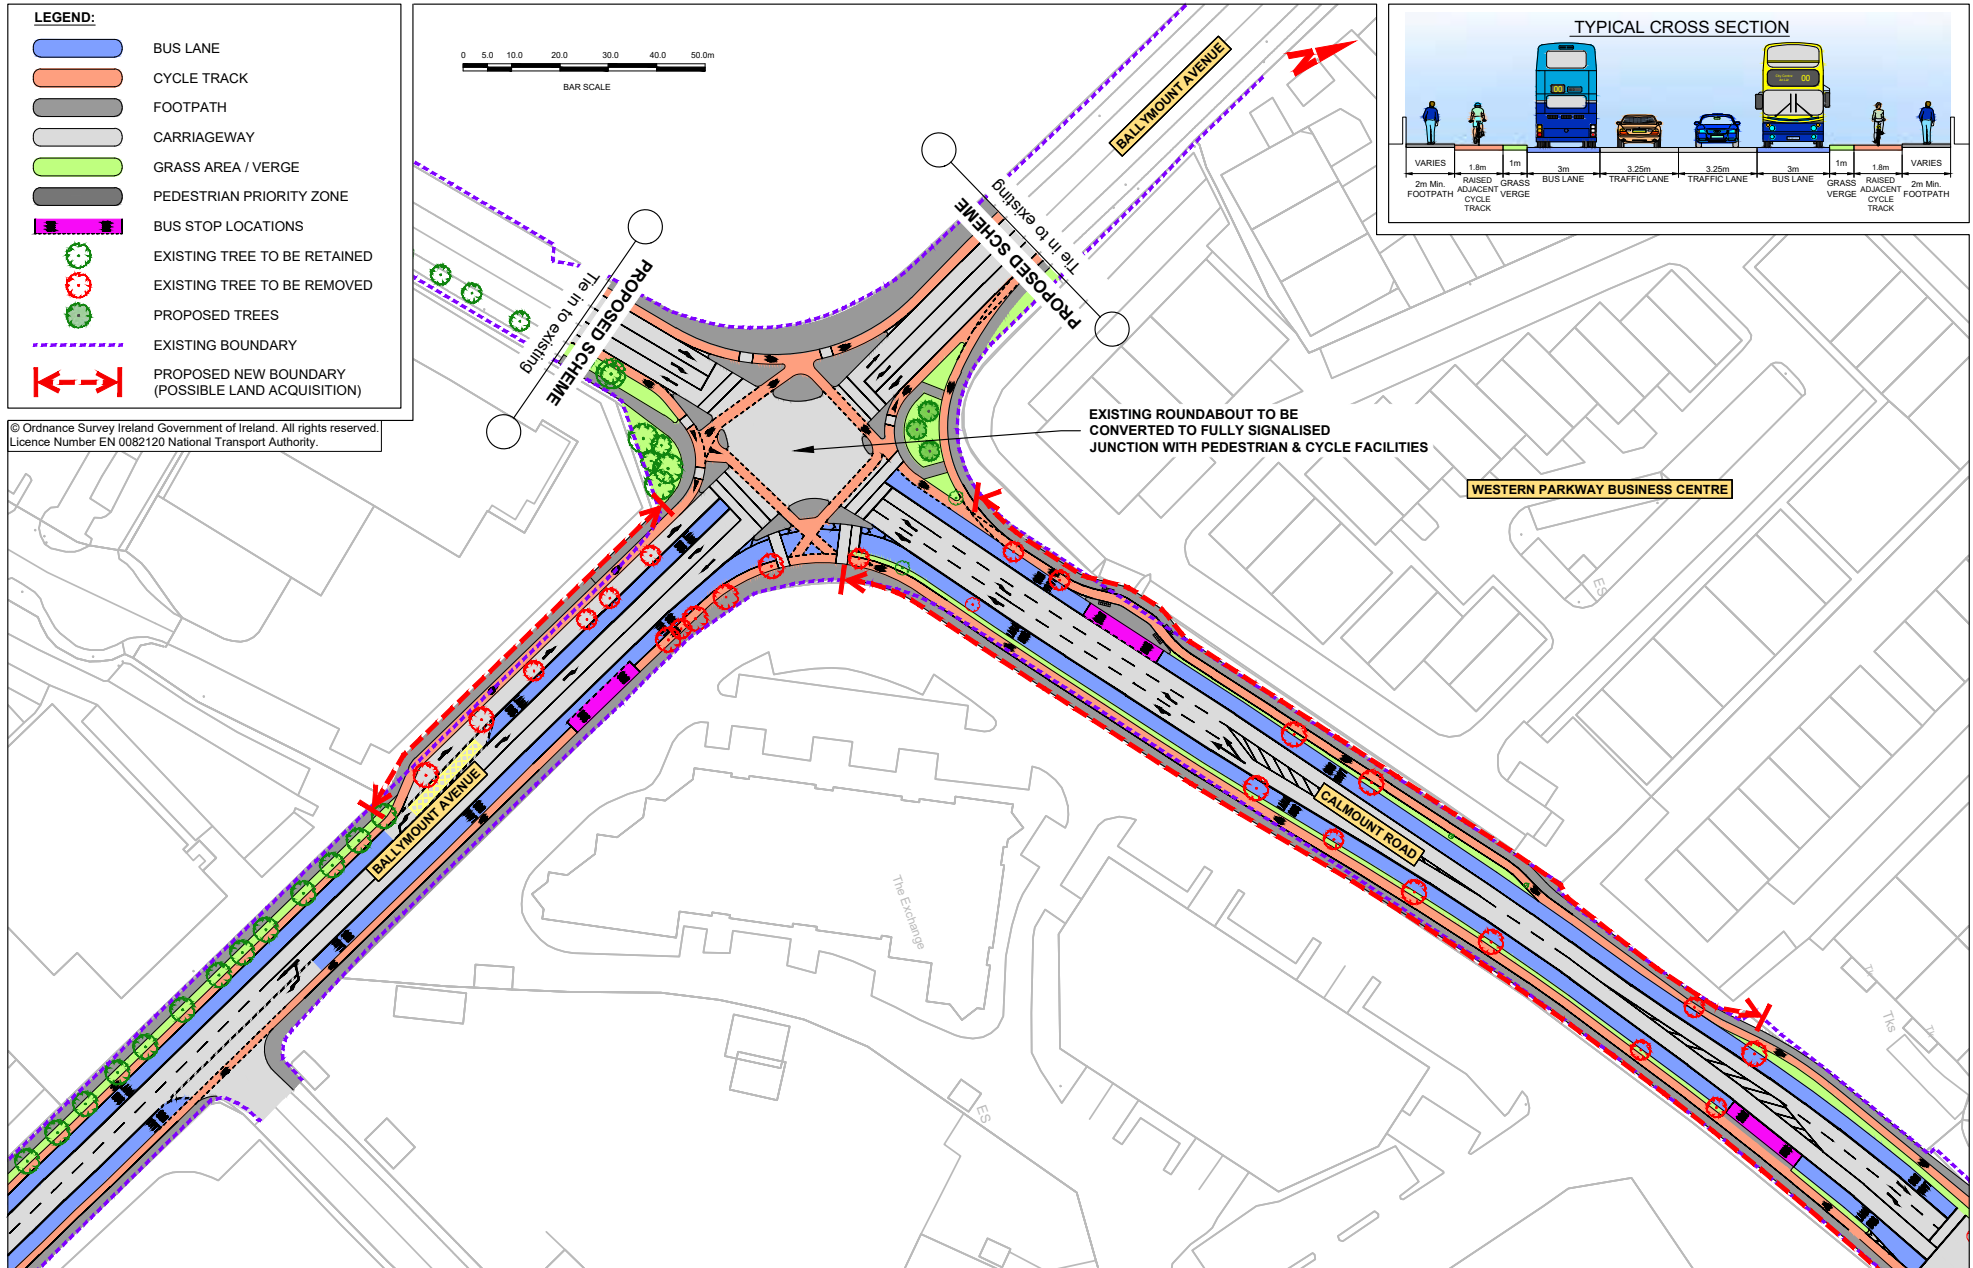 LEGEND:
BUS LANE
CYCLE TRACK
FOOTPATH
CARRIAGEWAY
GRASS AREA / VERGE
PEDESTRIAN PRIORITY ZONE
BUS STOP LOCATIONS
EXISTING TREE TO BE RETAINED
EXISTING TREE TO BE REMOVED
PROPOSED TREES
EXISTING BOUNDARY
PROPOSED NEW BOUNDARY
(POSSIBLE LAND ACQUISITION)
© Ordnance Survey Ireland Government of Ireland. All rights reserved.
Licence Number EN 0082120 National Transport Authority.
0 5.0 10.0 20.0 30.0 40.0 50.0m
BAR SCALE
N
BALLYMOUNT AVENUE
TYPICAL CROSS SECTION
00
00
VARIES 1.8m 1m 3m 3.25m 3.25m 3m 1m 1.8m VARIES
2m Min.
FOOTPATH
RAISED
ADJACENT
CYCLE
TRACK
GRASS
VERGE
BUS LANE
TRAFFIC LANE
TRAFFIC LANE
BUS LANE
GRASS
VERGE
RAISED
ADJACENT
CYCLE
TRACK
2m Min.
FOOTPATH
Tie in to existing
PROPOSED SCHEME
Tie in to existing
PROPOSED SCHEME
PROPOSED SCHEME
EXISTING ROUNDABOUT TO BE
CONVERTED TO FULLY SIGNALISED
JUNCTION WITH PEDESTRIAN & CYCLE FACILITIES
WESTERN PARKWAY BUSINESS CENTRE
ES
BALLYMOUNT AVENUE
CALMOUNT ROAD
The Exchange
ES
Tks